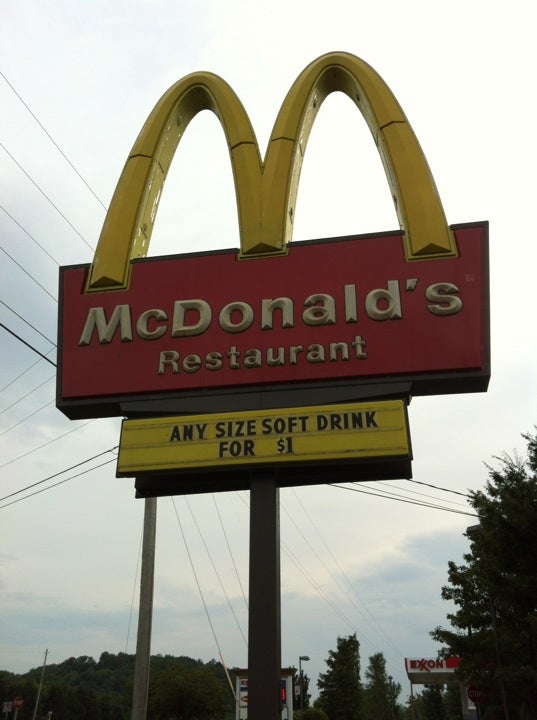 McDonald's
Restaurant
ANY SIZE SOFT DRINK
FOR $1
EXXON